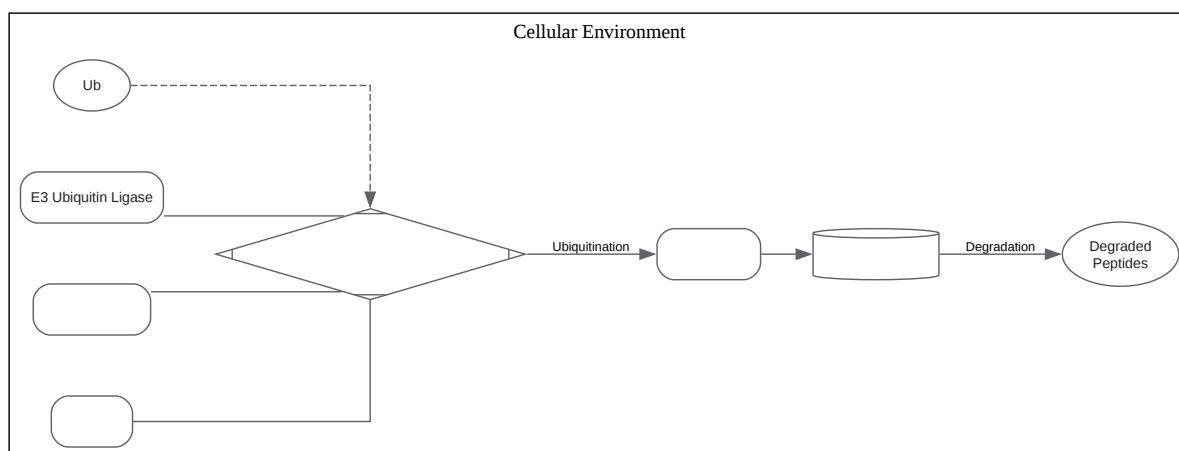 Cellular Environment
Ub
E3 Ubiquitin Ligase
Ubiquitination
Degradation
Degraded
Peptides